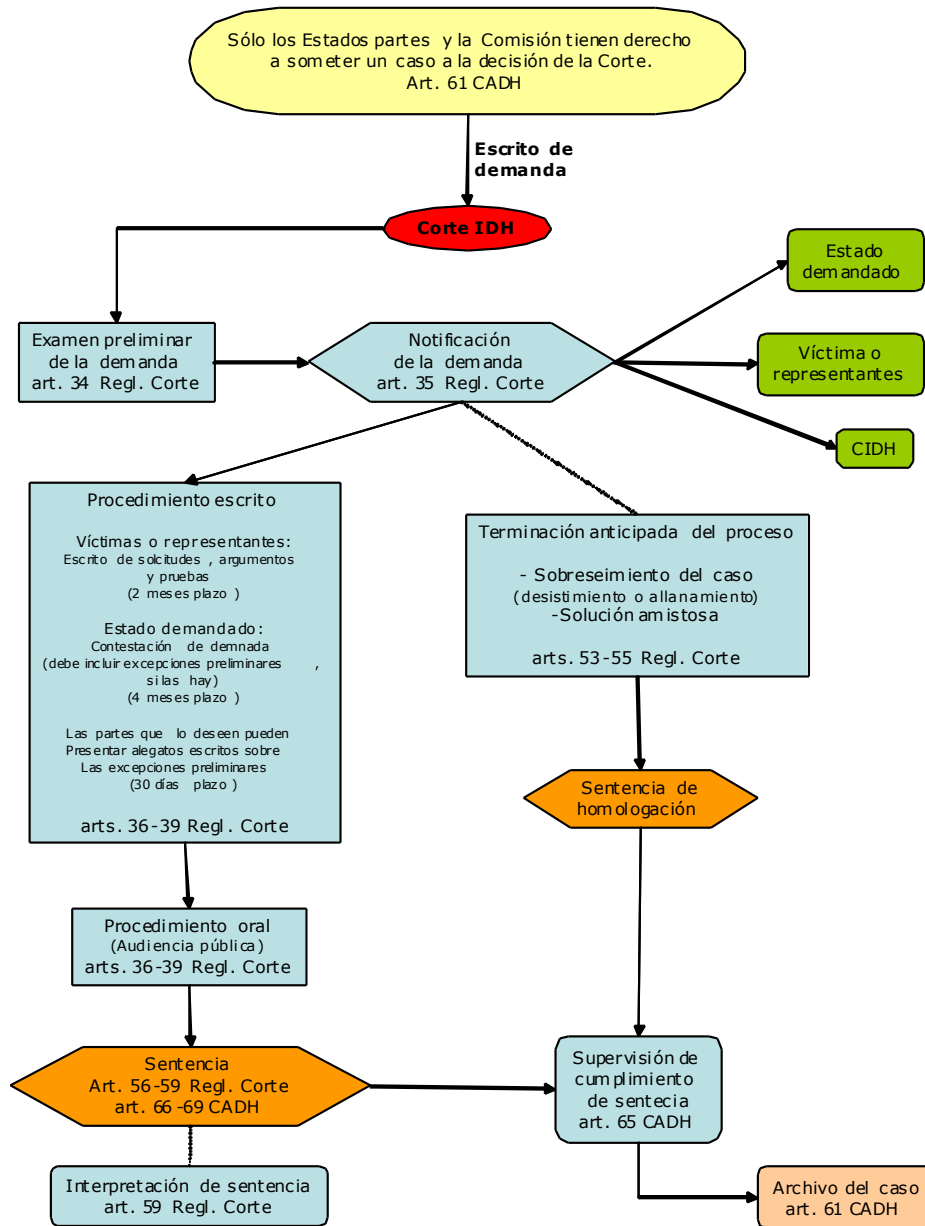 Sólo los Estados partes y la Comisión tienen derecho
a someter un caso a la decisión de la Corte.
Art. 61 CADH
Escrito de
demanda
Corte IDH
Estado
demandado
Examen preliminar
de la demanda
art. 34 Regl. Corte
Notificación
de la demanda
art. 35 Regl. Corte
Víctima o
representantes
CIDH
Procedimiento escrito
Víctimas o representantes:
Escrito de solcitudes , argumentos
y pruebas
(2 meses plazo )
Estado demandado:
Contestación de demnada
(debe incluir excepciones preliminares ,
si las hay)
(4 meses plazo )
Las partes que lo deseen pueden
Presentar alegatos escritos sobre
Las excepciones preliminares
(30 días plazo )
arts. 36-39 Regl. Corte
Terminación anticipada del proceso
- Sobreseimiento del caso
(desistimiento o allanamiento)
-Solución amistosa
arts. 53-55 Regl. Corte
Sentencia de
homologación
Procedimiento oral
(Audiencia pública)
arts. 36-39 Regl. Corte
Sentencia
Art. 56-59 Regl. Corte
art. 66-69 CADH
Supervisión de
cumplimiento
de sentecia
art. 65 CADH
Interpretación de sentencia
art. 59 Regl. Corte
Archivo del caso
art. 61 CADH